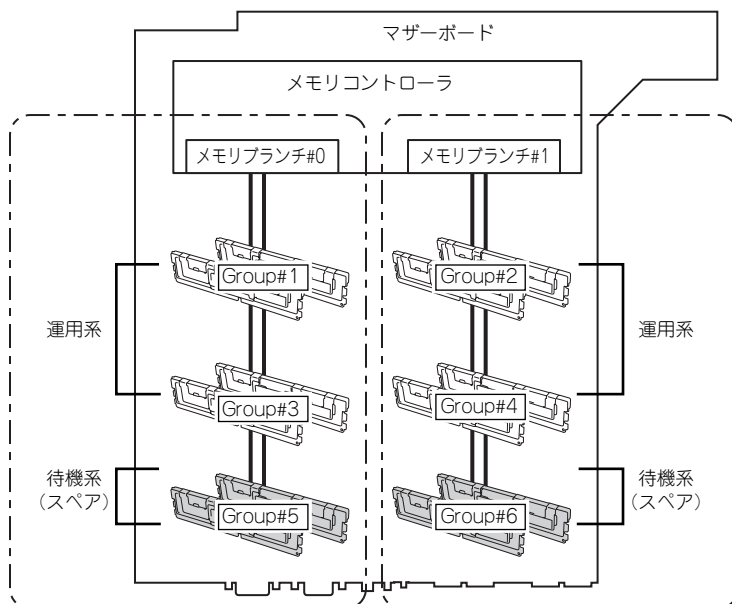 マザーボード
メモリコントローラ
メモリブランチ#0
メモリブランチ#1
Group#1
Group#2
運用系
運用系
Group#3
Group#4
待機系
(スペア)
待機系
(スペア)
Group#5
Group#6